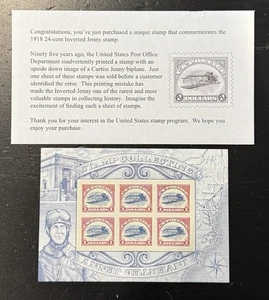 Congratulations, you've just purchased a unique stamp that commemorates the
1918 24-cent Inverted Jenny stamp.
Ninety five years ago, the United States Post Office
Department inadvertently printed a stamp with an
upside down image of a Curtis Jenny biplane. Just
one sheet of these stamps was sold before a customer
identified the error. This printing mistake has
made the Inverted Jenny one of the rarest and most
valuable stamps in collecting history. Imagine the
excitement of finding such a sheet of stamps.
Thank you for your interest in the United States stamp program. We hope you
enjoy your purchase.
DOLLARS
STAMP COLLECTING